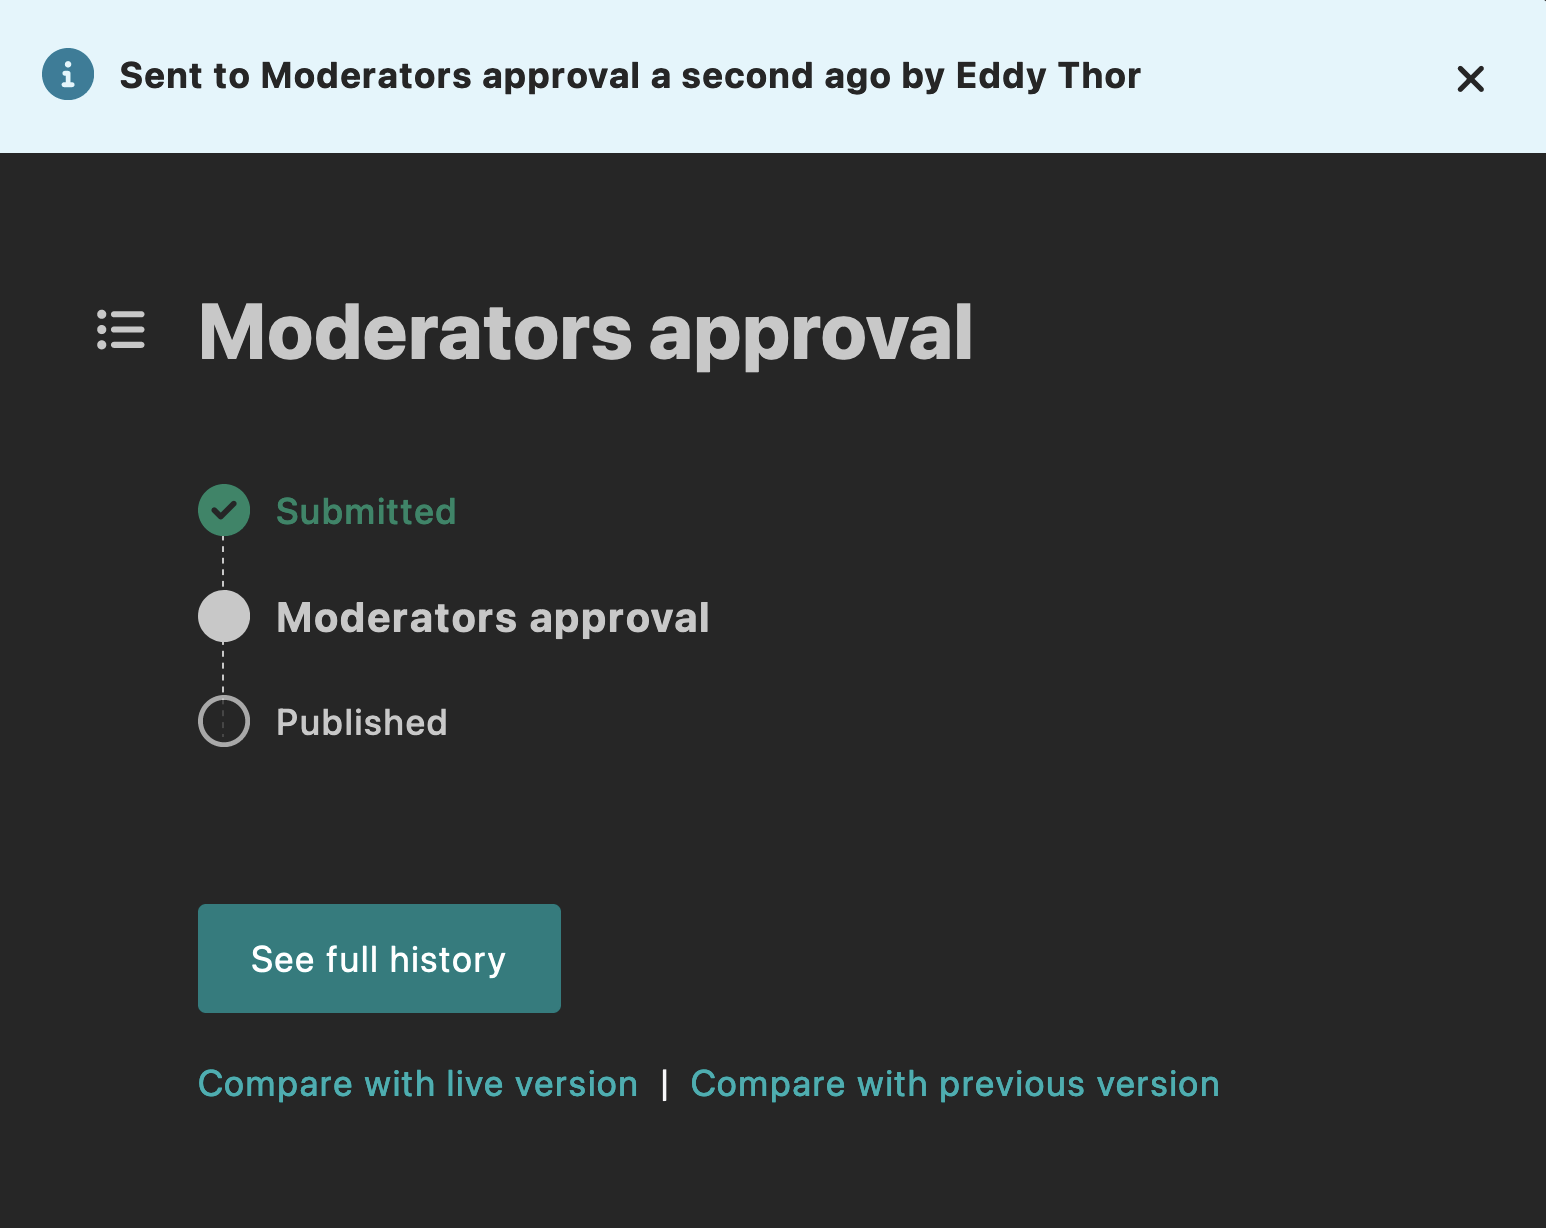 Sent to Moderators approval a second ago by Eddy Thor
Moderators approval
Submitted
Moderators approval
Published
See full history
Compare with live version | Compare with previous version